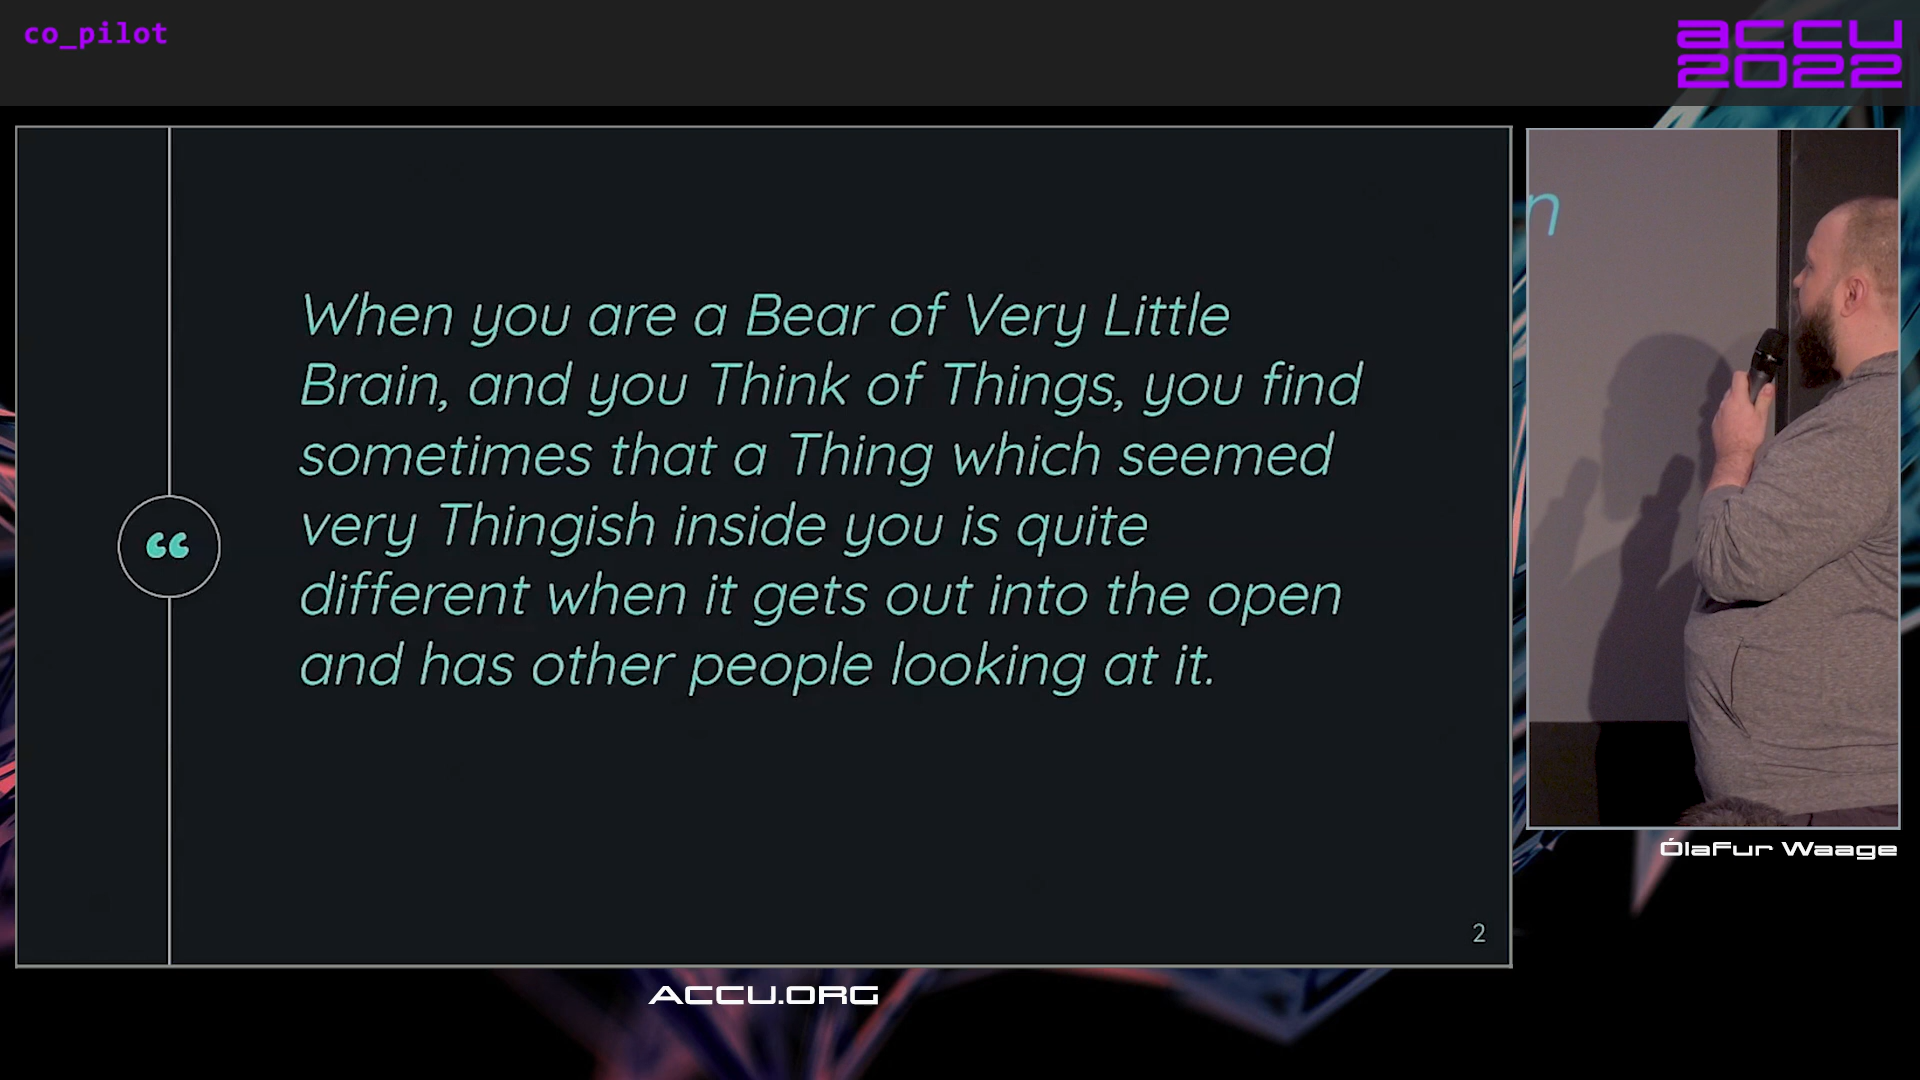 co_pilot
accu
2022
n
When you are a Bear of Very Little
Brain, and you Think of Things, you find
sometimes that a Thing which seemed
very Thingish inside you is quite
different when it gets out into the open
and has other people looking at it.
“
2
Ólafur Waage
ACCU.ORG